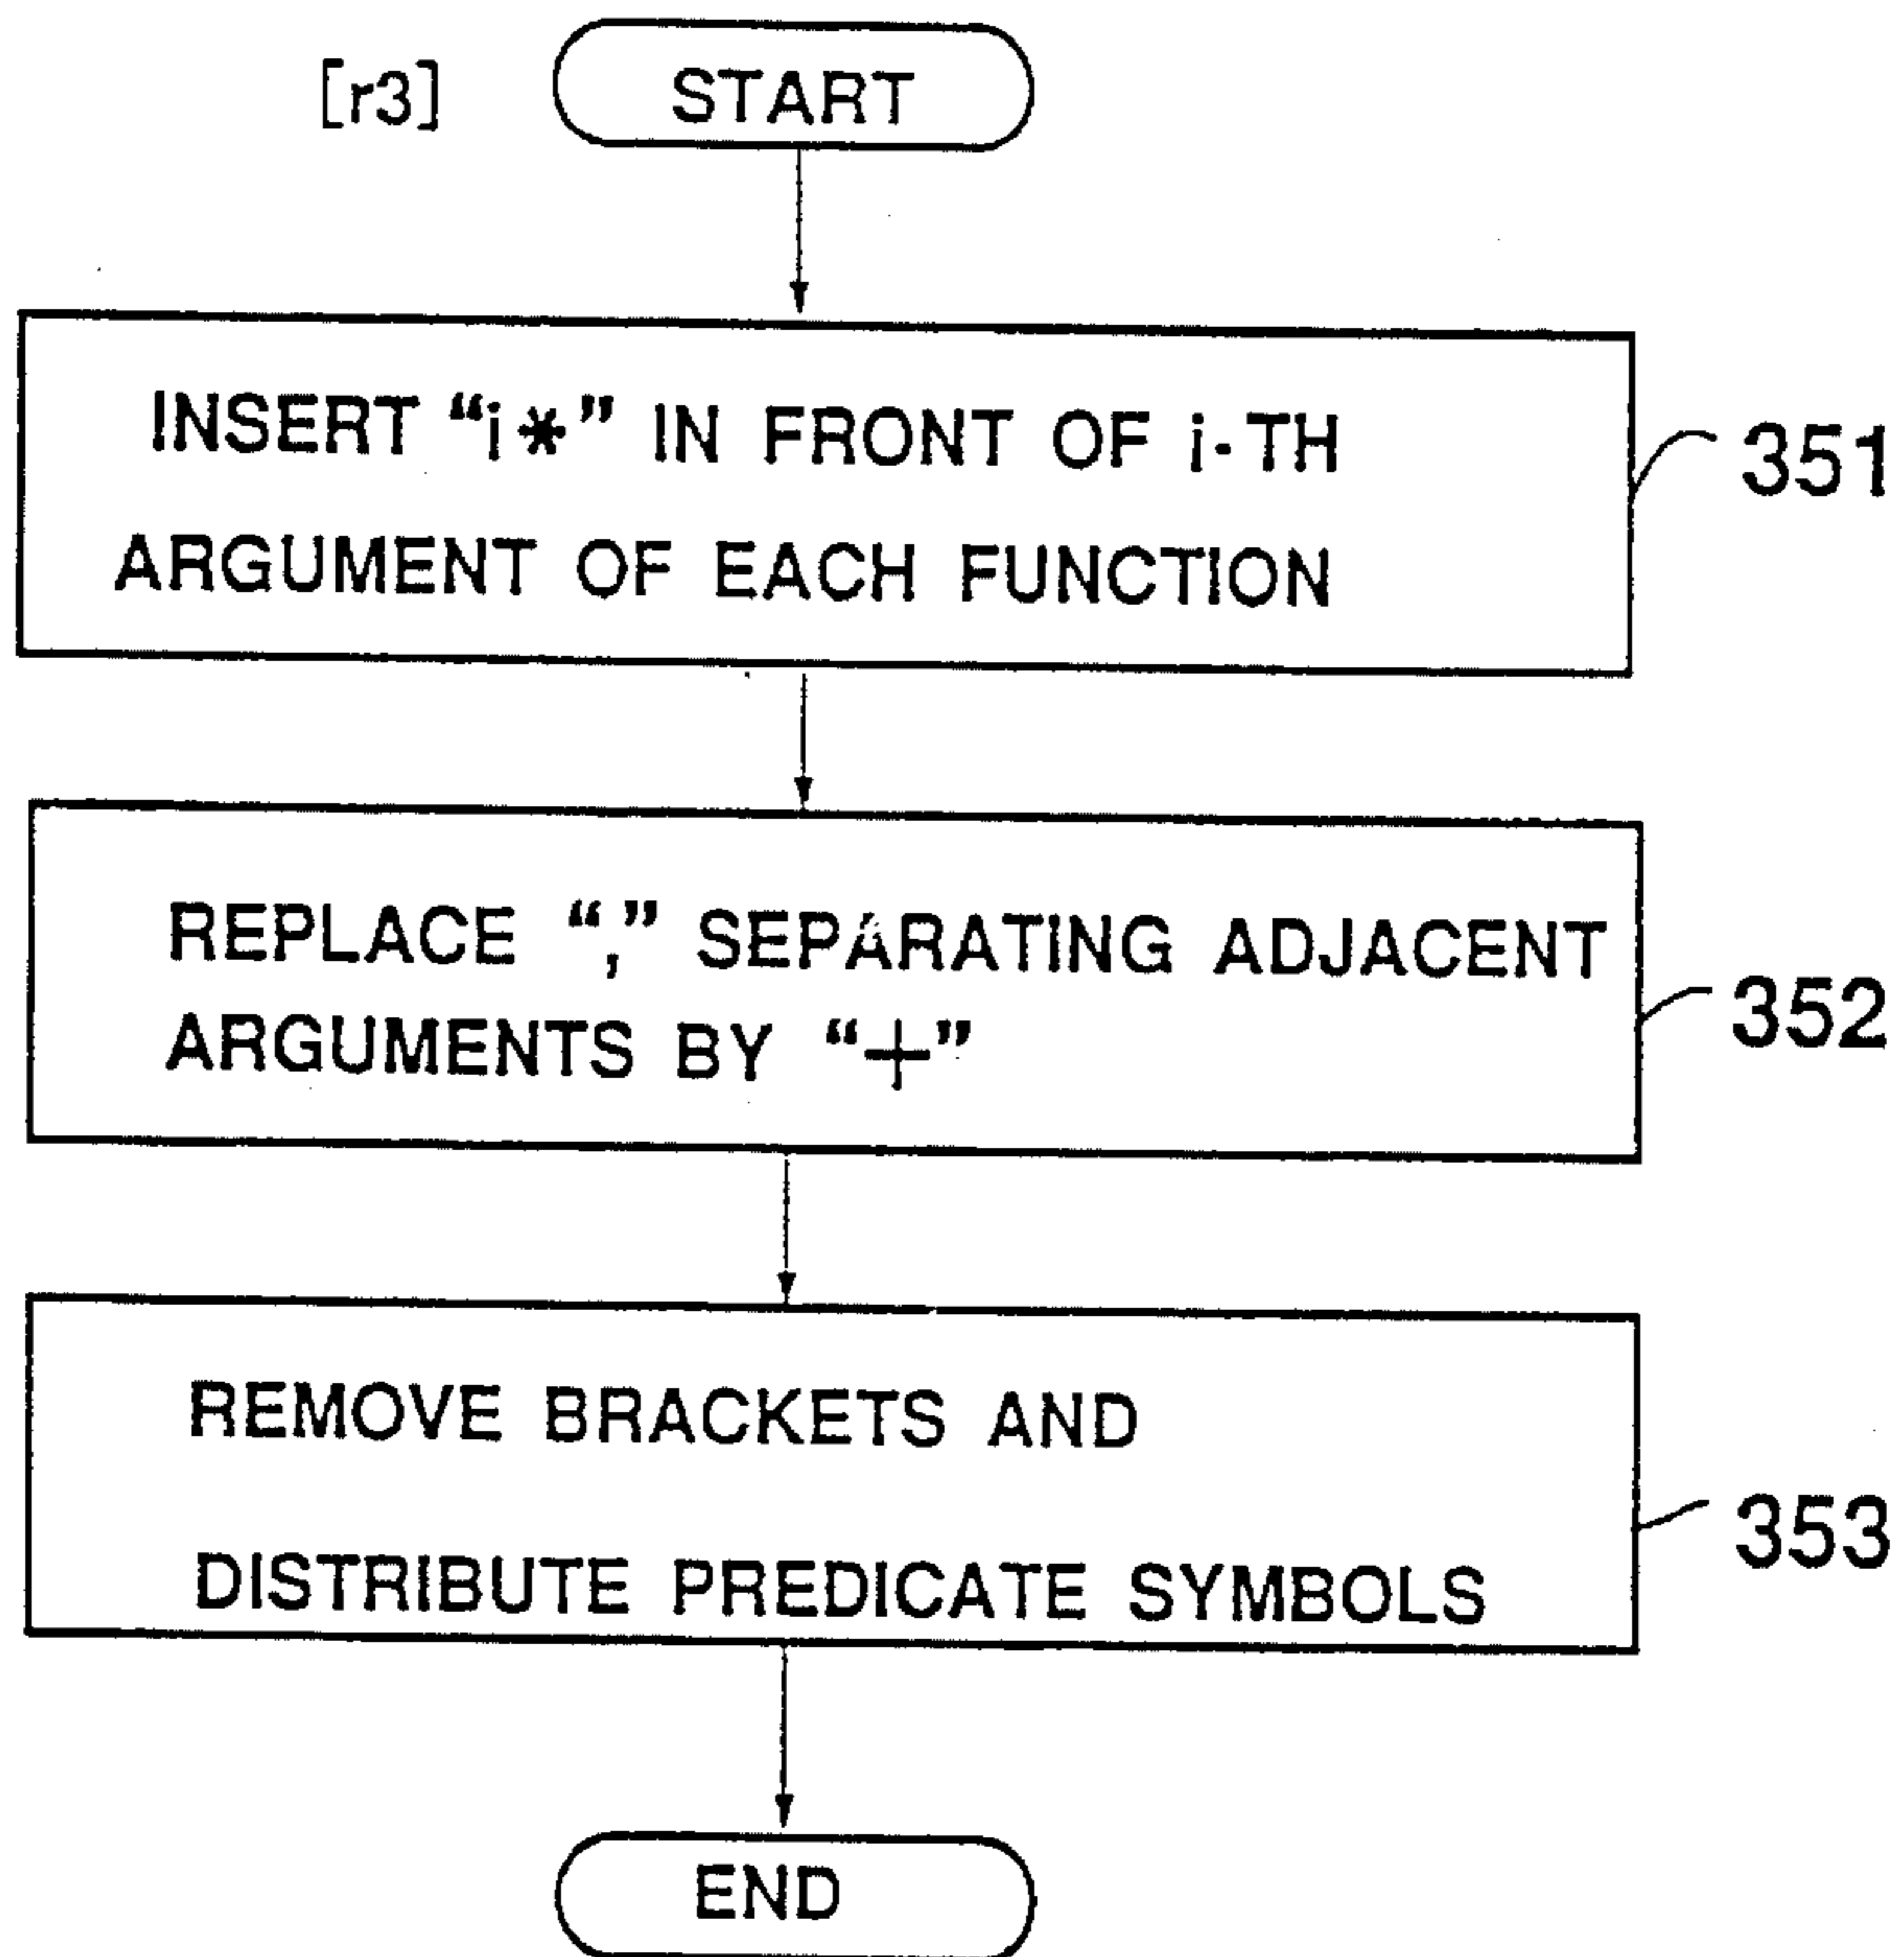 [r3]
START
INSERT “i*” IN FRONT OF i-TH
ARGUMENT OF EACH FUNCTION
351
REPLACE “,” SEPARATING ADJACENT
ARGUMENTS BY “+”
352
REMOVE BRACKETS AND
DISTRIBUTE PREDICATE SYMBOLS
353
END